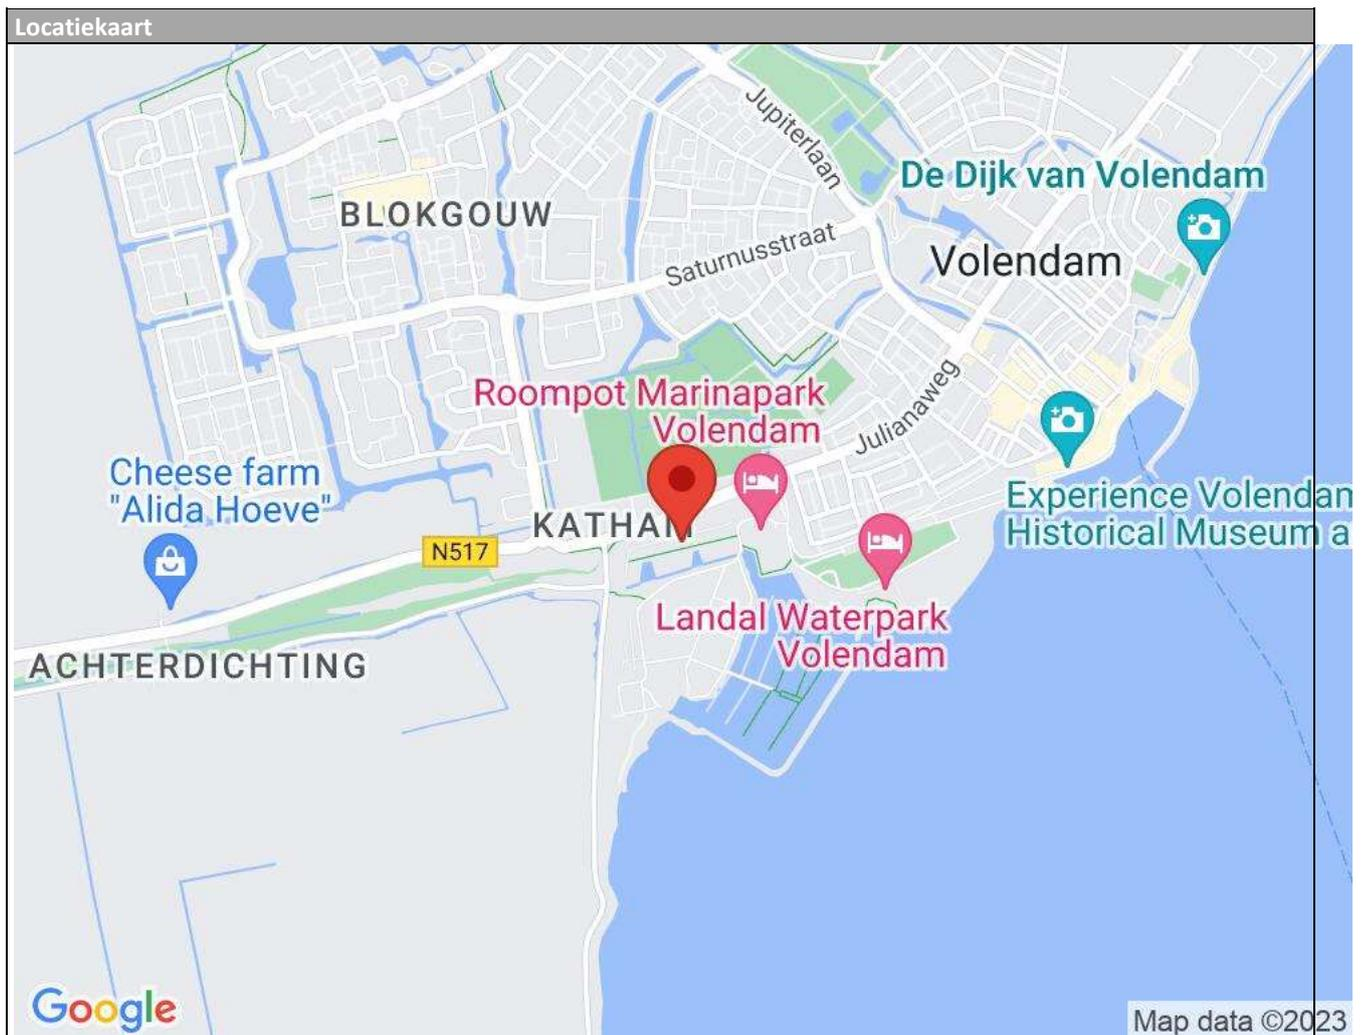 Locatiekaart
Jupiterlaan
De Dijk van Volendam
BLOKGOUW
Saturnusstraat
Volendam
Roompot Marinapark
Volendam
Julianaweg
Cheese farm
"Alida Hoeve"
Experience Volendam
Historical Museum a
KATHAM
N517
Landal Waterpark
Volendam
ACHTERDICHTING
Google
Map data ©2023